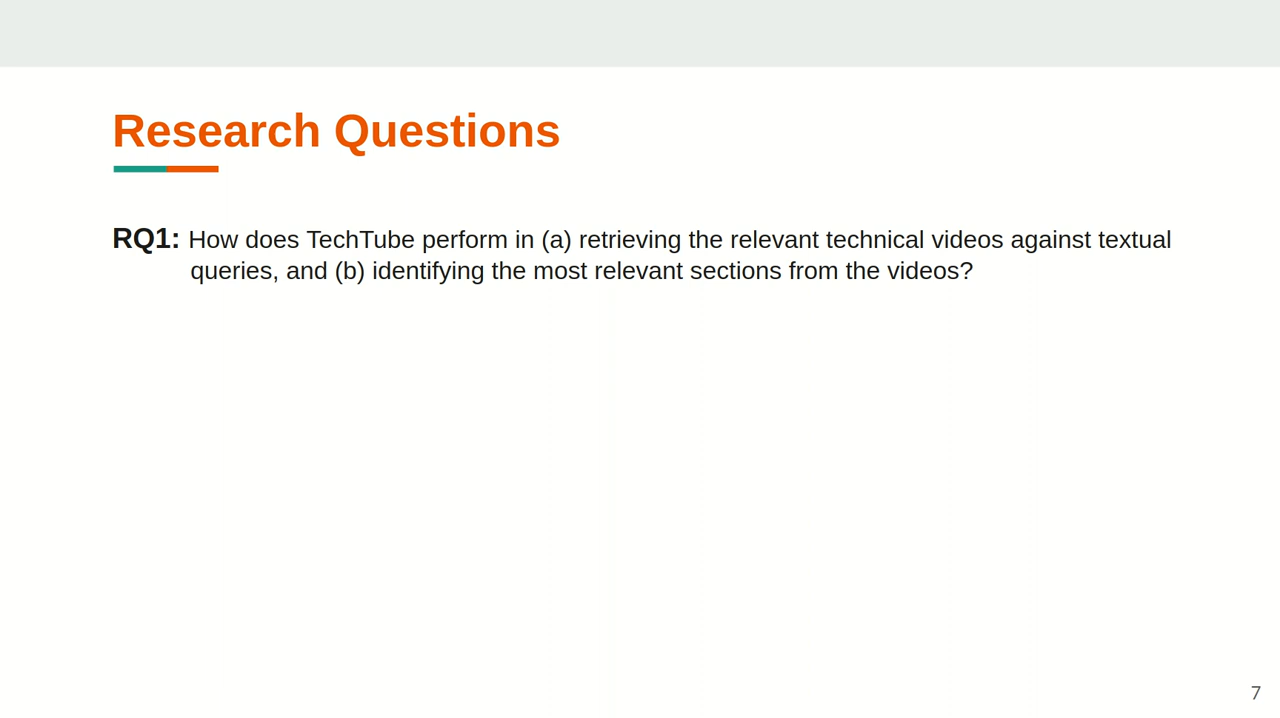 Research Questions
RQ1: How does TechTube perform in (a) retrieving the relevant technical videos against textual
queries, and (b) identifying the most relevant sections from the videos?
7